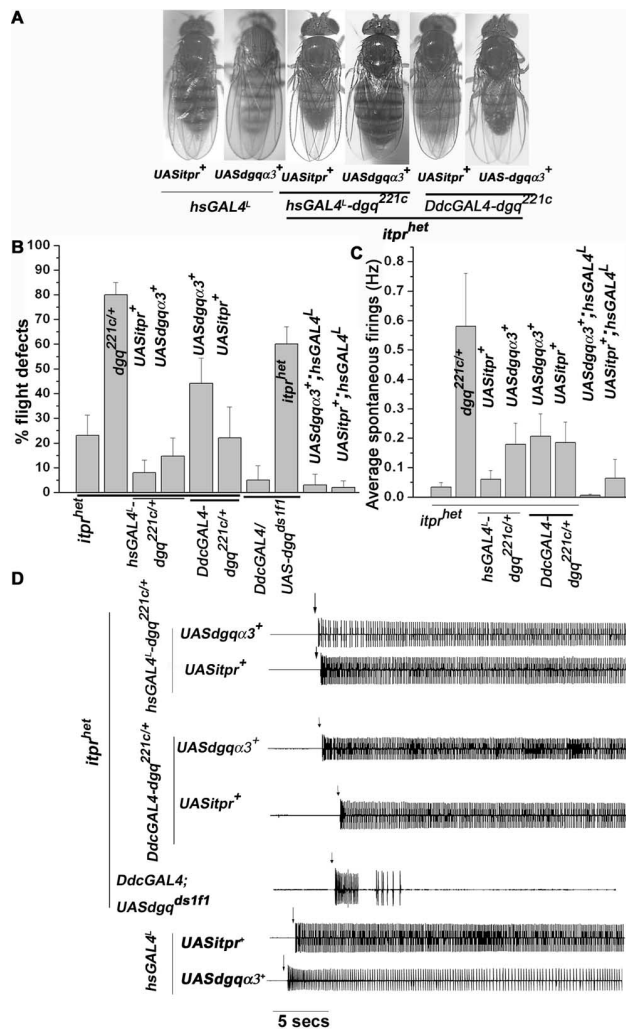 A
UASitpr+ UASdgqα3+ UASitpr+ UASdgqα3+ UASitpr+ UAS-dgqα3+
hsGAL4L hsGAL4L-dgq221c DdcGAL4-dgq221c
itprhet
B
% flight defects
100
90
80
70
60
50
40
30
20
10
0
dgq221c/+
UASitpr+
UASdgqα3+
UASdgqα3+
UASitpr+
itprhet
UASdgqα3+;hsGAL4L
UASitpr+;hsGAL4L
itprhet
hsGAL4L-
dgq221c/+
DdcGAL4-
dgq221c/+
DdcGAL4/
UAS-dgqds1f1
C
Average spontaneous firings (Hz)
0.8
0.7
0.6
0.5
0.4
0.3
0.2
0.1
0.0
dgq221c/+
UASitpr+
UASdgqα3+
UASdgqα3+
UASitpr+
UASdgqα3+;hsGAL4L
UASitpr+;hsGAL4L
itprhet
hsGAL4L-
dgq221c/+
DdcGAL4-
dgq221c/+
D
itprhet
hsGAL4L-dgq221c/+
UASdgqα3+
UASitpr+
DdcGAL4-dgq221c/+
UASdgqα3+
UASitpr+
DdcGAL4;
UASdgqds1f1
hsGAL4L
UASitpr+
UASdgqα3+
5 secs